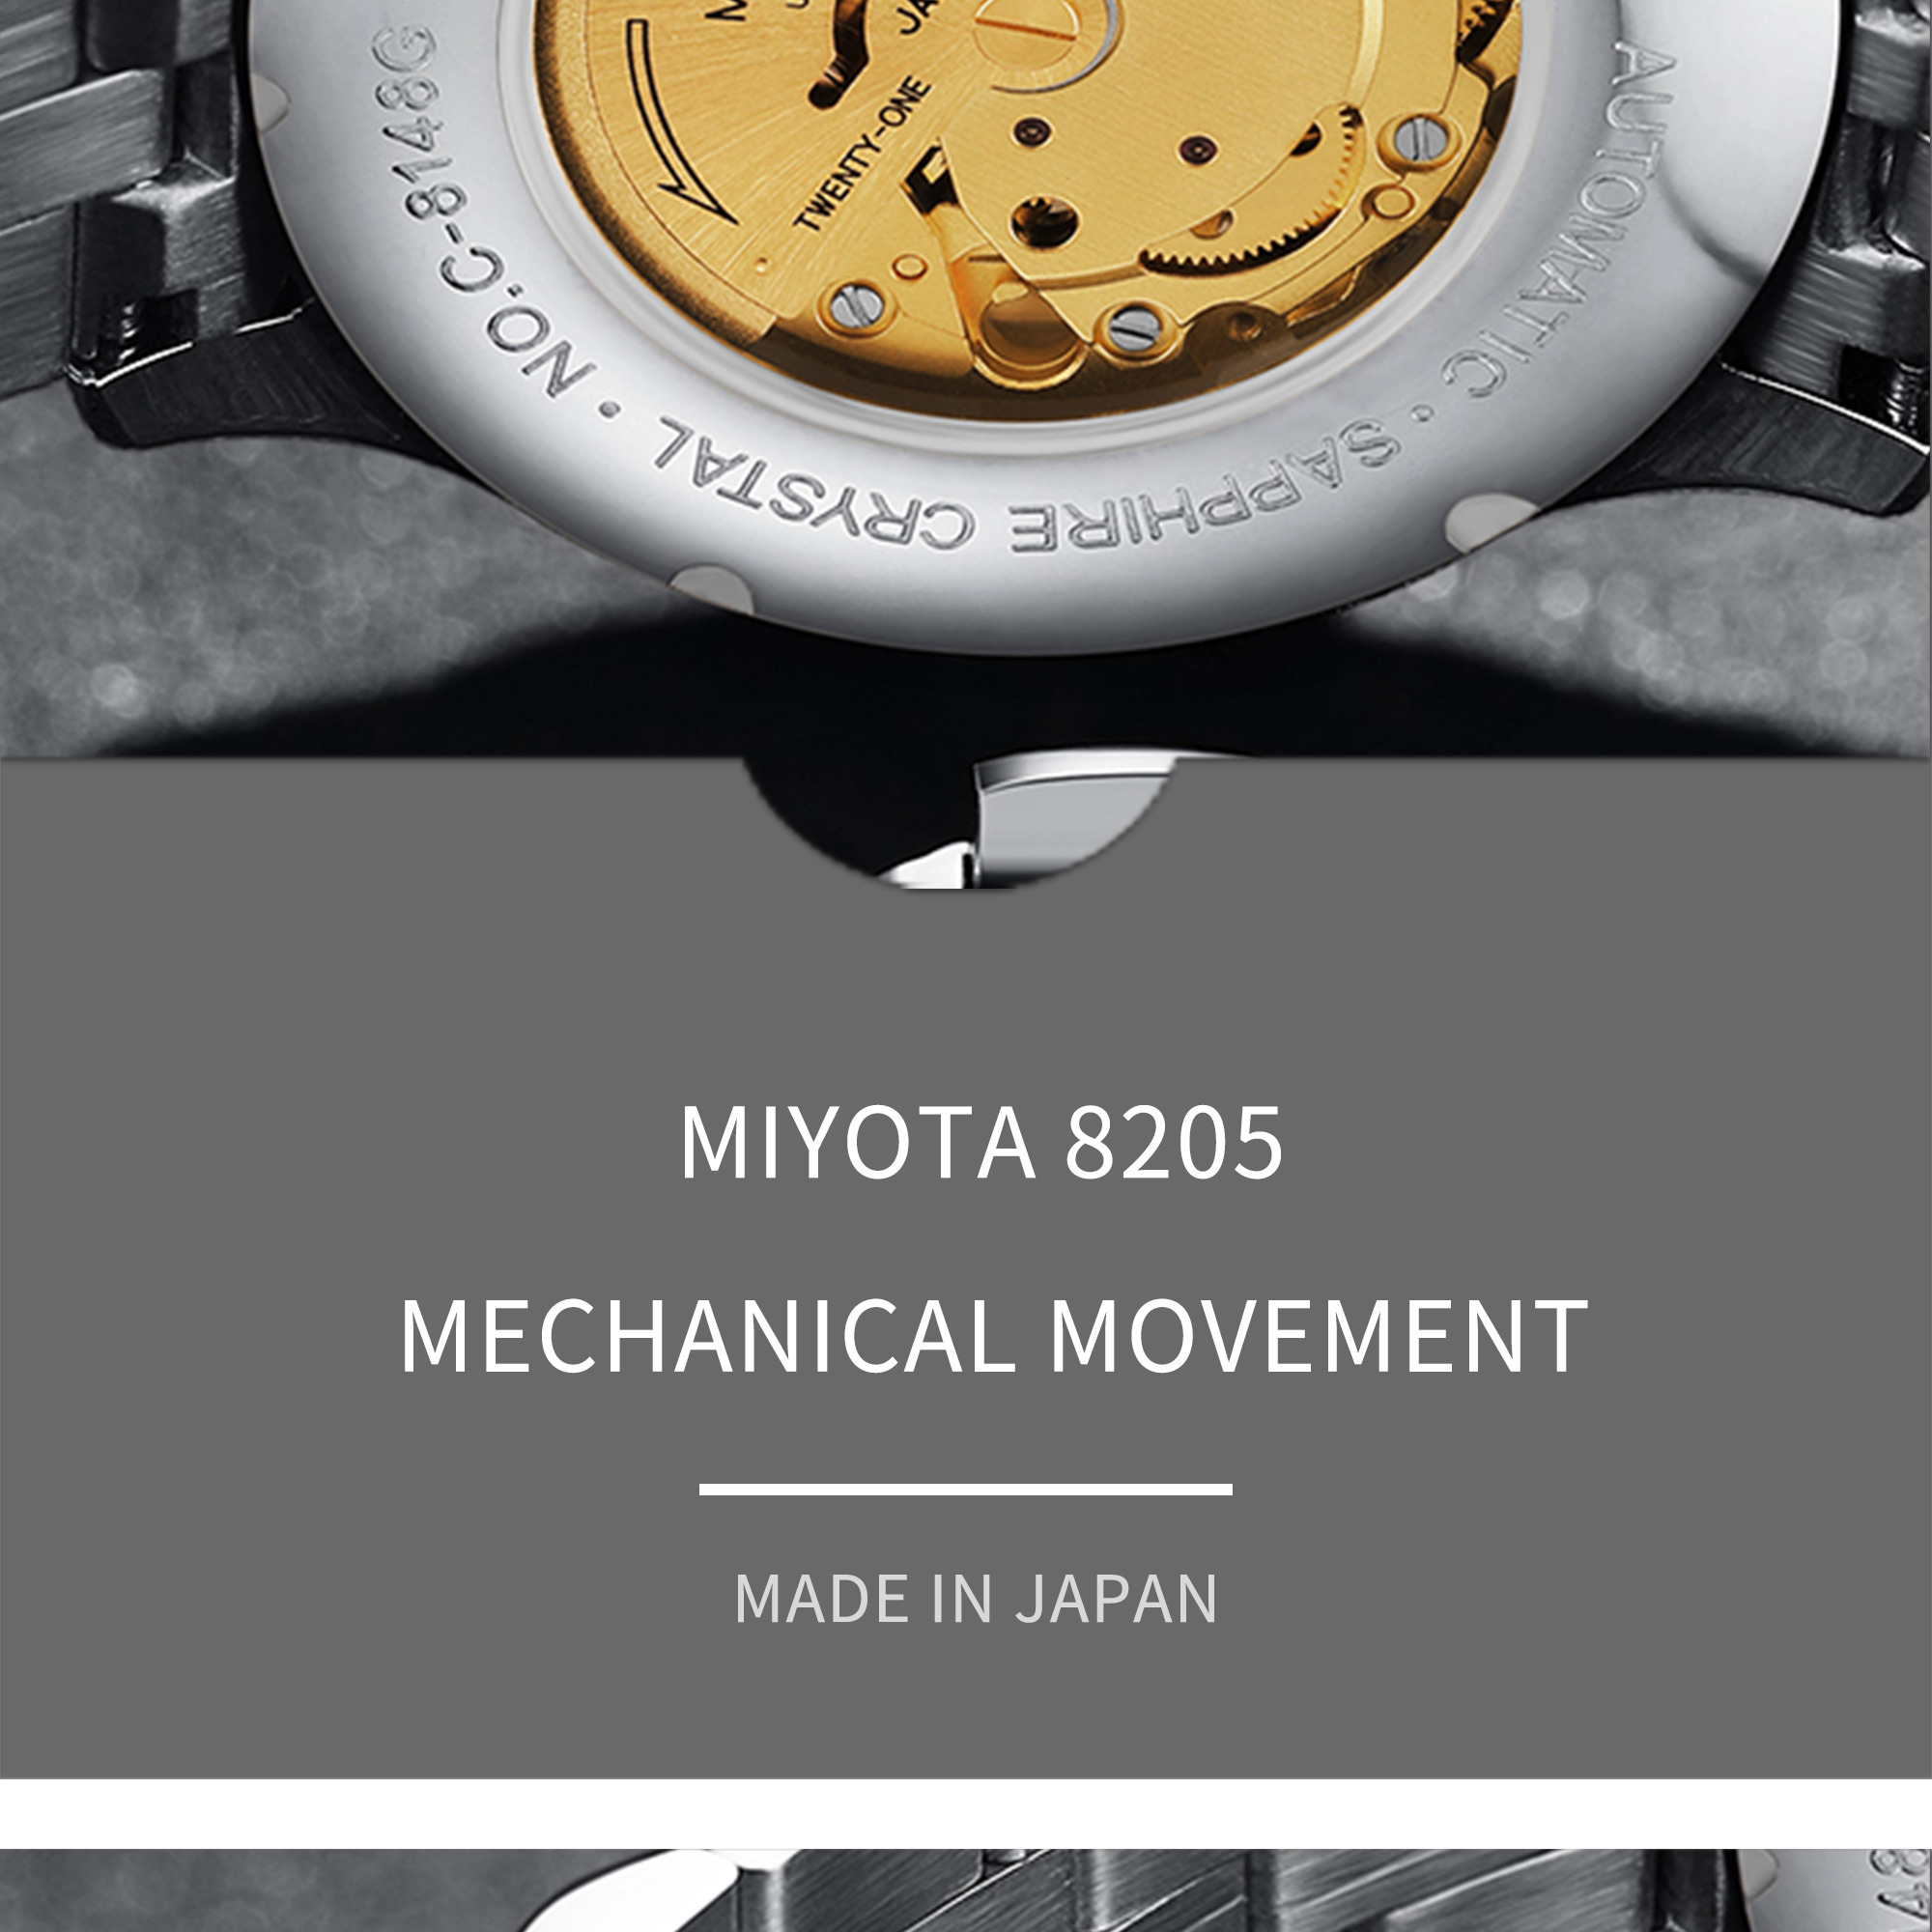 TWENTY-ONE
AUTOMATIC • SAPPHIRE CRYSTAL • NO.C-8148G
MIYOTA 8205
MECHANICAL MOVEMENT
MADE IN JAPAN